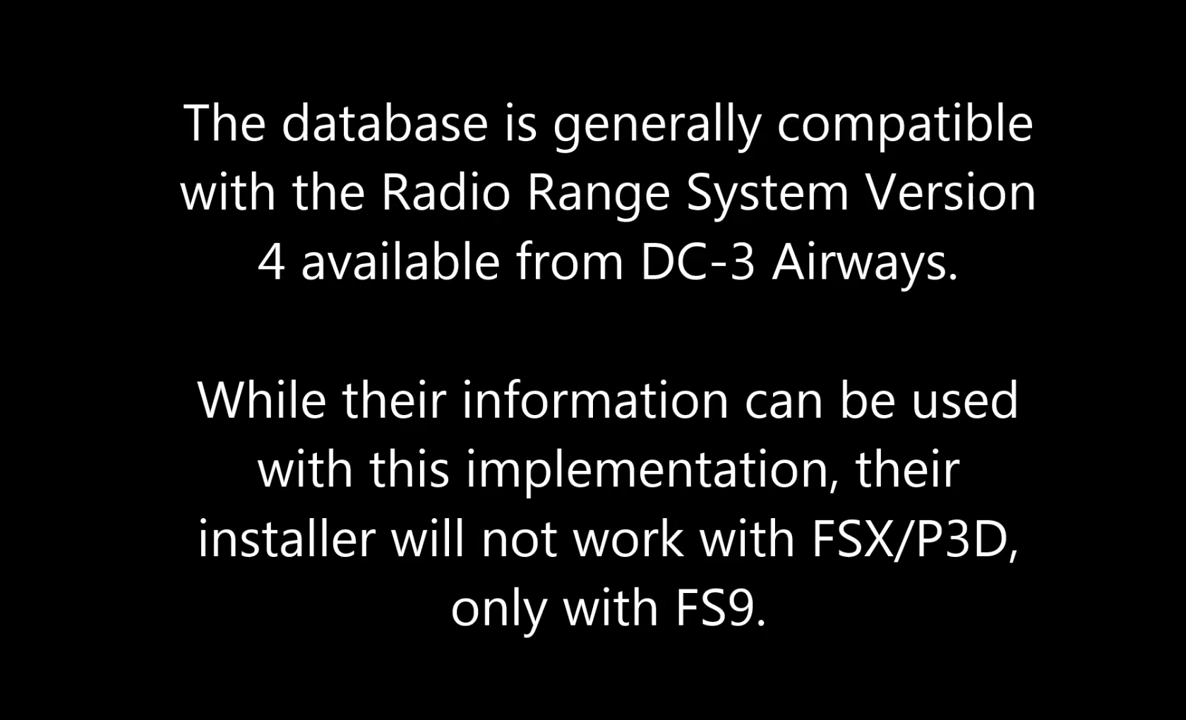 The database is generally compatible
with the Radio Range System Version
4 available from DC-3 Airways.
While their information can be used
with this implementation, their
installer will not work with FSX/P3D,
only with FS9.